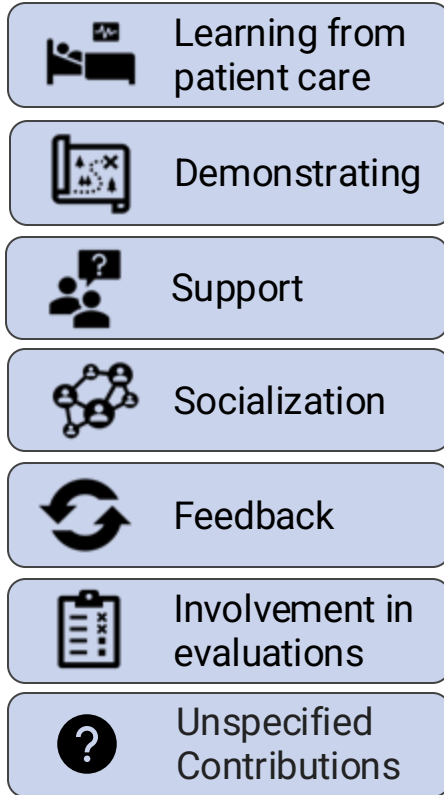 Learning from
patient care
Demonstrating
?
Support
Socialization
Feedback
Involvement in
evaluations
?
Unspecified
Contributions